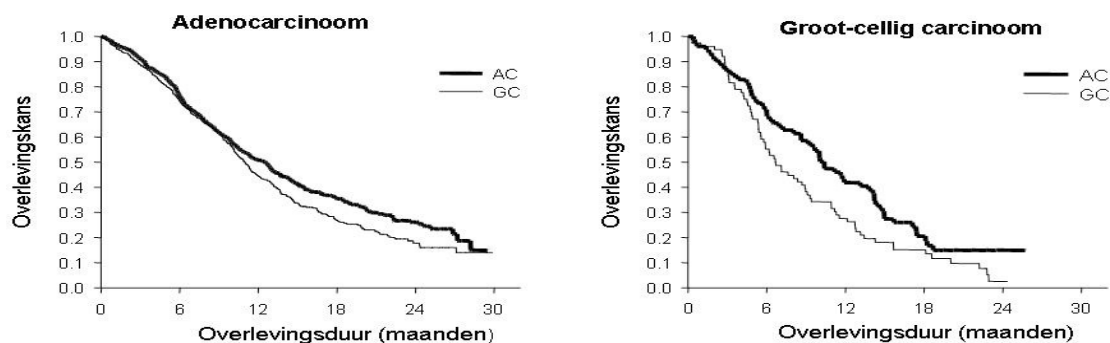 Adenocarcinoom
1.0
0.9
0.8
0.7
0.6
0.5
0.4
0.3
0.2
0.1
0.0
Overlevingskans
AC
GC
0 6 12 18 24 30
Overlevingsduur (maanden)
Groot-cellig carcinoom
1.0
0.9
0.8
0.7
0.6
0.5
0.4
0.3
0.2
0.1
0.0
Overlevingskans
AC
GC
0 6 12 18 24 30
Overlevingsduur (maanden)